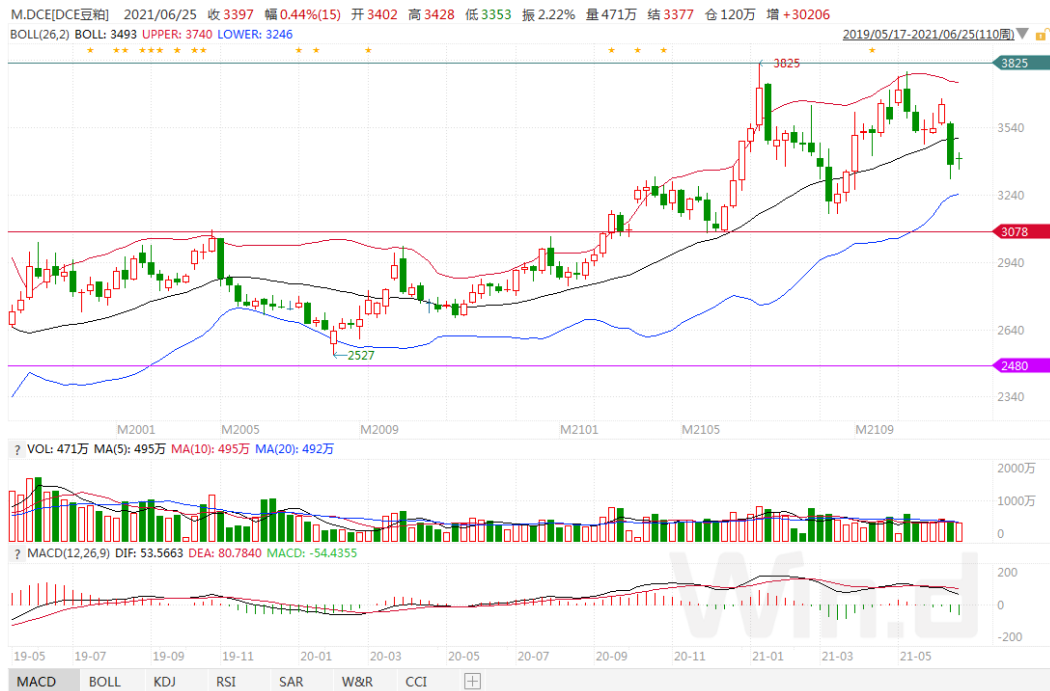 M.DCE[DCE豆粕] 2021/06/25 收 3397 幅 0.44%(15) 开 3402 高 3428 低 3353 振 2.22% 量 471万 结 3377 仓 120万 增 +30206
BOLL(26,2) BOLL: 3493 UPPER: 3740 LOWER: 3246 2019/05/17-2021/06/25(110周)▼
3825 3825
3540
3240
3078
2940
2640
2527
2480
2340
M2001 M2005 M2009 M2101 M2105 M2109
? VOL: 471万 MA(5): 495万 MA(10): 495万 MA(20): 492万
2000万
1000万
0
? MACD(12,26,9) DIF: 53.5663 DEA: 80.7840 MACD: -54.4355
200
0
-200
Win.d
19-05 19-07 19-09 19-11 20-01 20-03 20-05 20-07 20-09 20-11 21-01 21-03 21-05
MACD BOLL KDJ RSI SAR W&R CCI